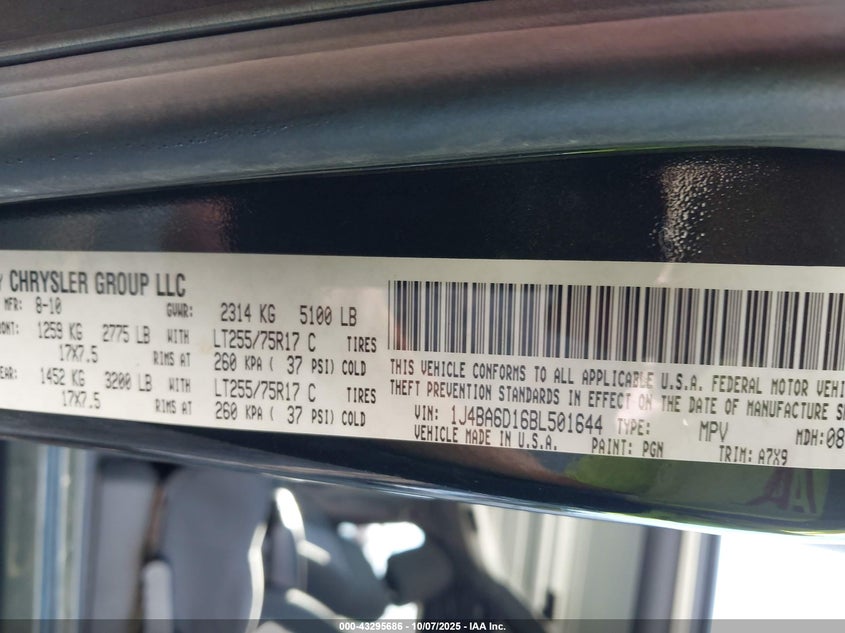 CHRYSLER GROUP LLC
MFR: 8-10 GVWR: 2314 KG 5100 LB
1259 KG 2775 LB WITH LT255/75R17 C TIRES
17X7.5 RIMS AT 260 KPA ( 37 PSI) COLD
1452 KG 3200 LB WITH LT255/75R17 C TIRES
17X7.5 RIMS AT 260 KPA ( 37 PSI) COLD
THIS VEHICLE CONFORMS TO ALL APPLICABLE U.S.A. FEDERAL MOTOR
THEFT PREVENTION STANDARDS IN EFFECT ON THE DATE OF MANUFACTURE
VIN: 1J4BA6D16BL501644 TYPE: MPV MDH:08
VEHICLE MADE IN U.S.A. PAINT: PGN TRIM: A7X9
000-43295686 - 10/07/2025 - IAA Inc.